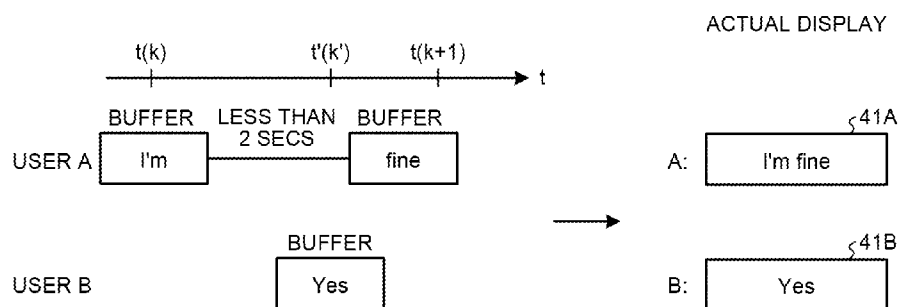 ACTUAL DISPLAY
t(k) t'(k') t(k+1)
t
BUFFER LESS THAN 2 SECS BUFFER
41A
USER A I'm fine A: I'm fine
BUFFER
41B
USER B Yes B: Yes